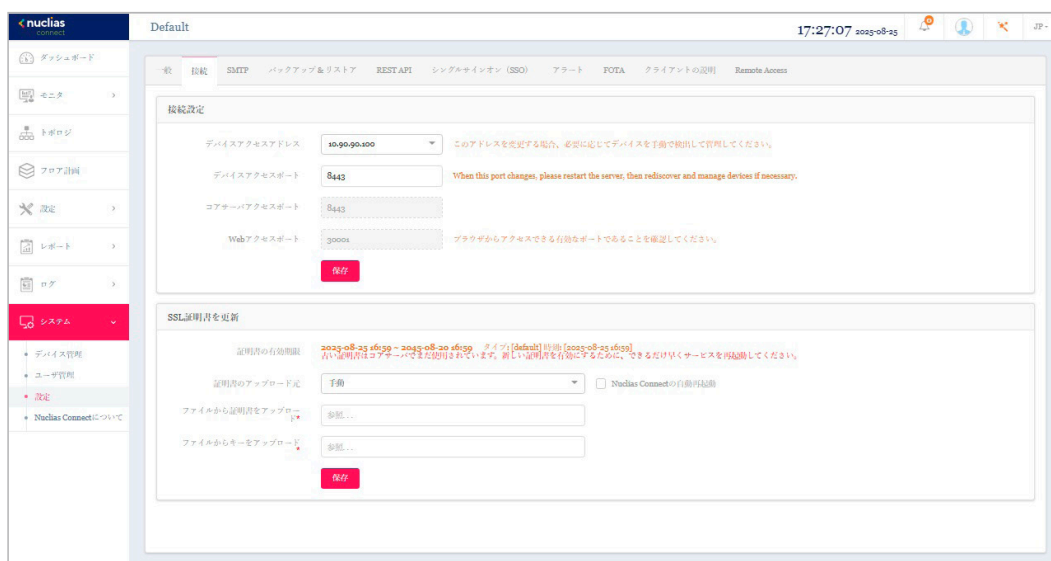 nuclias
connect
Default
17:27:07 2025-08-25
JP
ダッシュボード
モニタ
トポロジ
フロア計画
設定
レポート
ログ
システム
デバイス管理
ユーザ管理
設定
Nuclias Connectについて
一般 接続 SMTP バックアップ&リストア REST API シングルサインオン（SSO） アラート FOTA クライアントの説明 Remote Access
接続設定
デバイスアクセスアドレス 10.90.90.100 このアドレスを変更する場合、必要に応じてデバイスを手動で検出して管理してください。
デバイスアクセスポート 8443 When this port changes, please restart the server, then rediscover and manage devices if necessary.
コアサーバアクセスポート 8443
Webアクセスポート 30001 ブラウザからアクセスできる有効なポートであることを確認してください。
保存
SSL証明書を更新
証明書の有効期限 2025-08-25 16:59 ~ 2045-08-20 16:59 タイプ: [default] 時刻: [2025-08-25 16:59]
古い証明書はコアサーバでまだ使用されています。新しい証明書を有効にするために、できるだけ早くサービスを再起動してください。
証明書のアップロード元 手動 Nuclias Connectの自動再起動
ファイルから証明書をアップロー
ド* 参照...
ファイルからキーをアップロード
* 参照...
保存